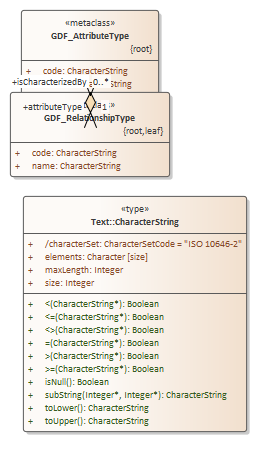 «metaclass»
GDF_AttributeType
{root}
+ code: CharacterString
+isCharacterizedBy 0..* string
+attributeType 1
GDF_RelationshipType
{root,leaf}
+ code: CharacterString
+ name: CharacterString
«type»
Text::CharacterString
+ /characterSet: CharacterSetCode = "ISO 10646-2"
+ elements: Character [size]
+ maxLength: Integer
+ size: Integer
+ <(CharacterString*): Boolean
+ <=(CharacterString*): Boolean
+ <>(CharacterString*): Boolean
+ =(CharacterString*): Boolean
+ >(CharacterString*): Boolean
+ >=(CharacterString*): Boolean
+ isNull(): Boolean
+ subString(Integer*, Integer*): CharacterString
+ toLower(): CharacterString
+ toUpper(): CharacterString